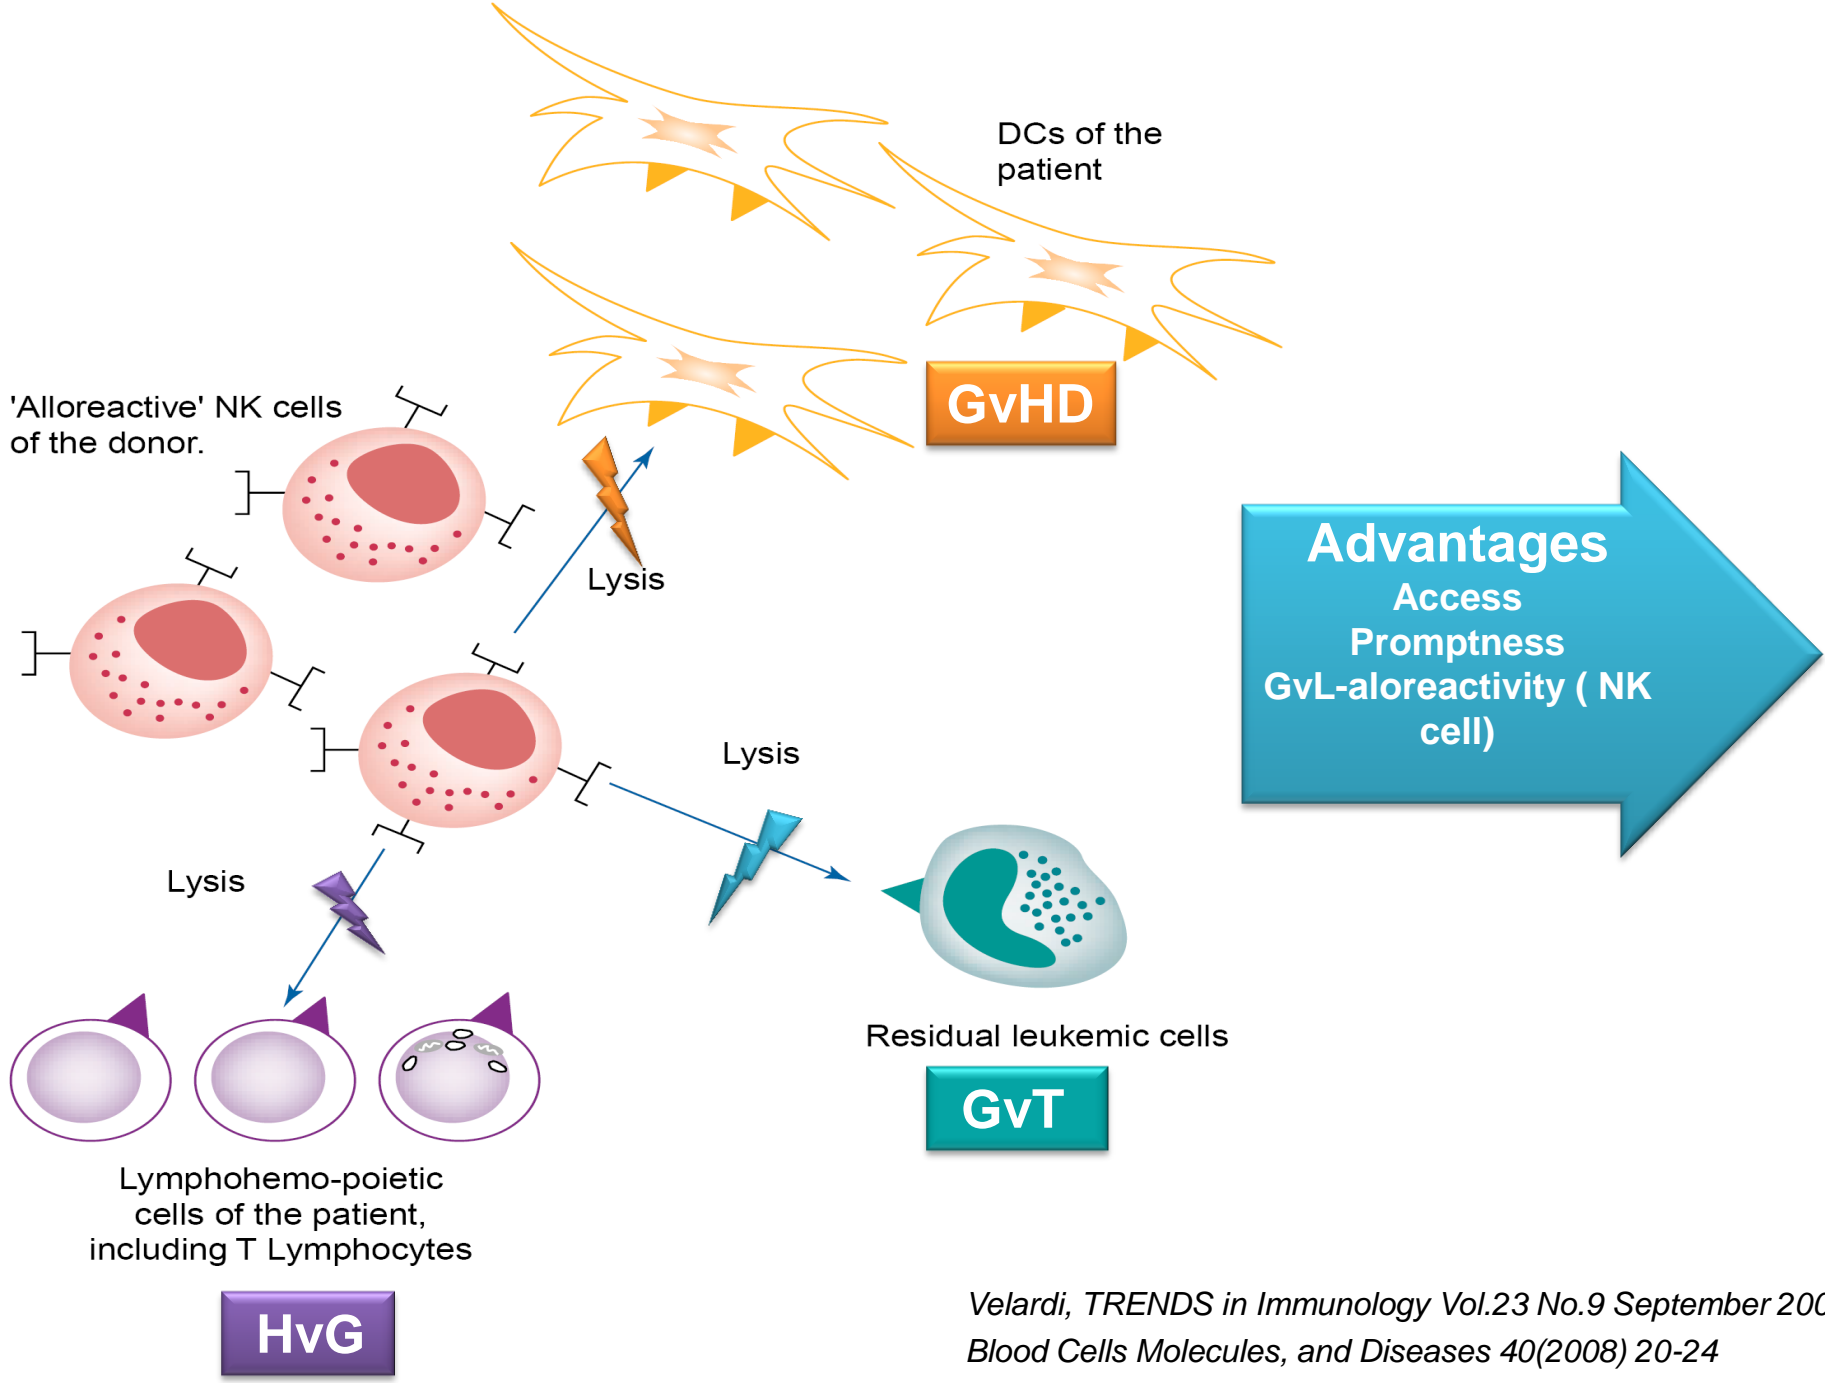 DCs of the
patient
GvHD
'Alloreactive' NK cells
of the donor.
Lysis
Advantages
Access
Promptness
GvL-aloreactivity ( NK
cell)
Lysis
Lysis
Residual leukemic cells
GvT
Lymphohemo-poietic
cells of the patient,
including T Lymphocytes
HvG
Velardi, TRENDS in Immunology Vol.23 No.9 September 200
Blood Cells Molecules, and Diseases 40(2008) 20-24